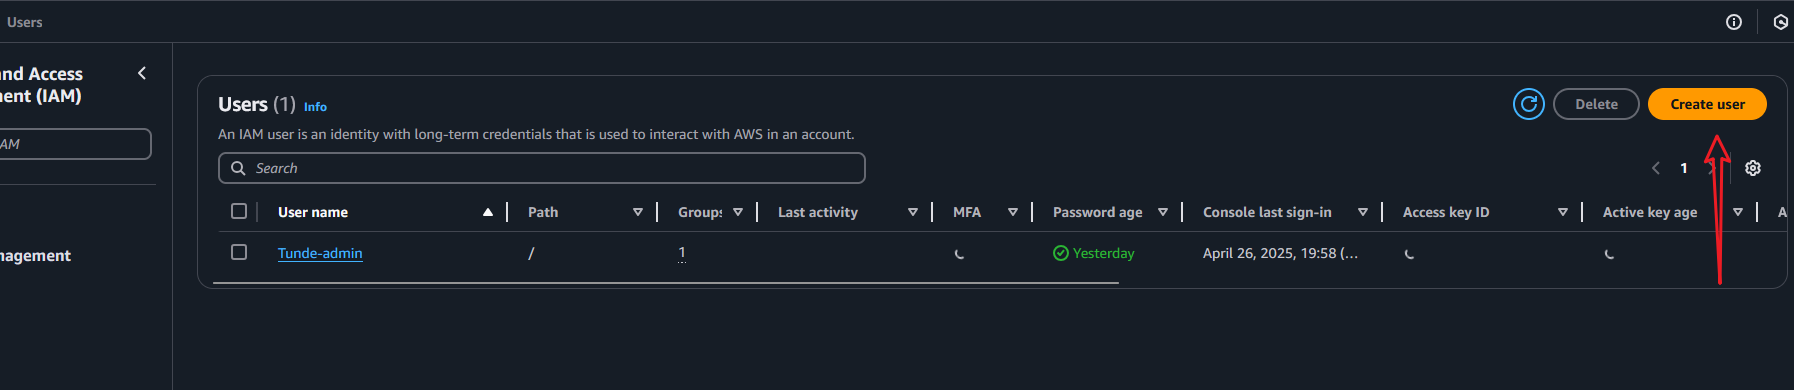 Users
nd Access
ent (IAM)
AM
nagement
Users (1) Info
Delete
Create user
An IAM user is an identity with long-term credentials that is used to interact with AWS in an account.
Search
1
User name Path Groups Last activity MFA Password age Console last sign-in Access key ID Active key age A
Tunde-admin / 1 Yesterday April 26, 2025, 19:58 (...